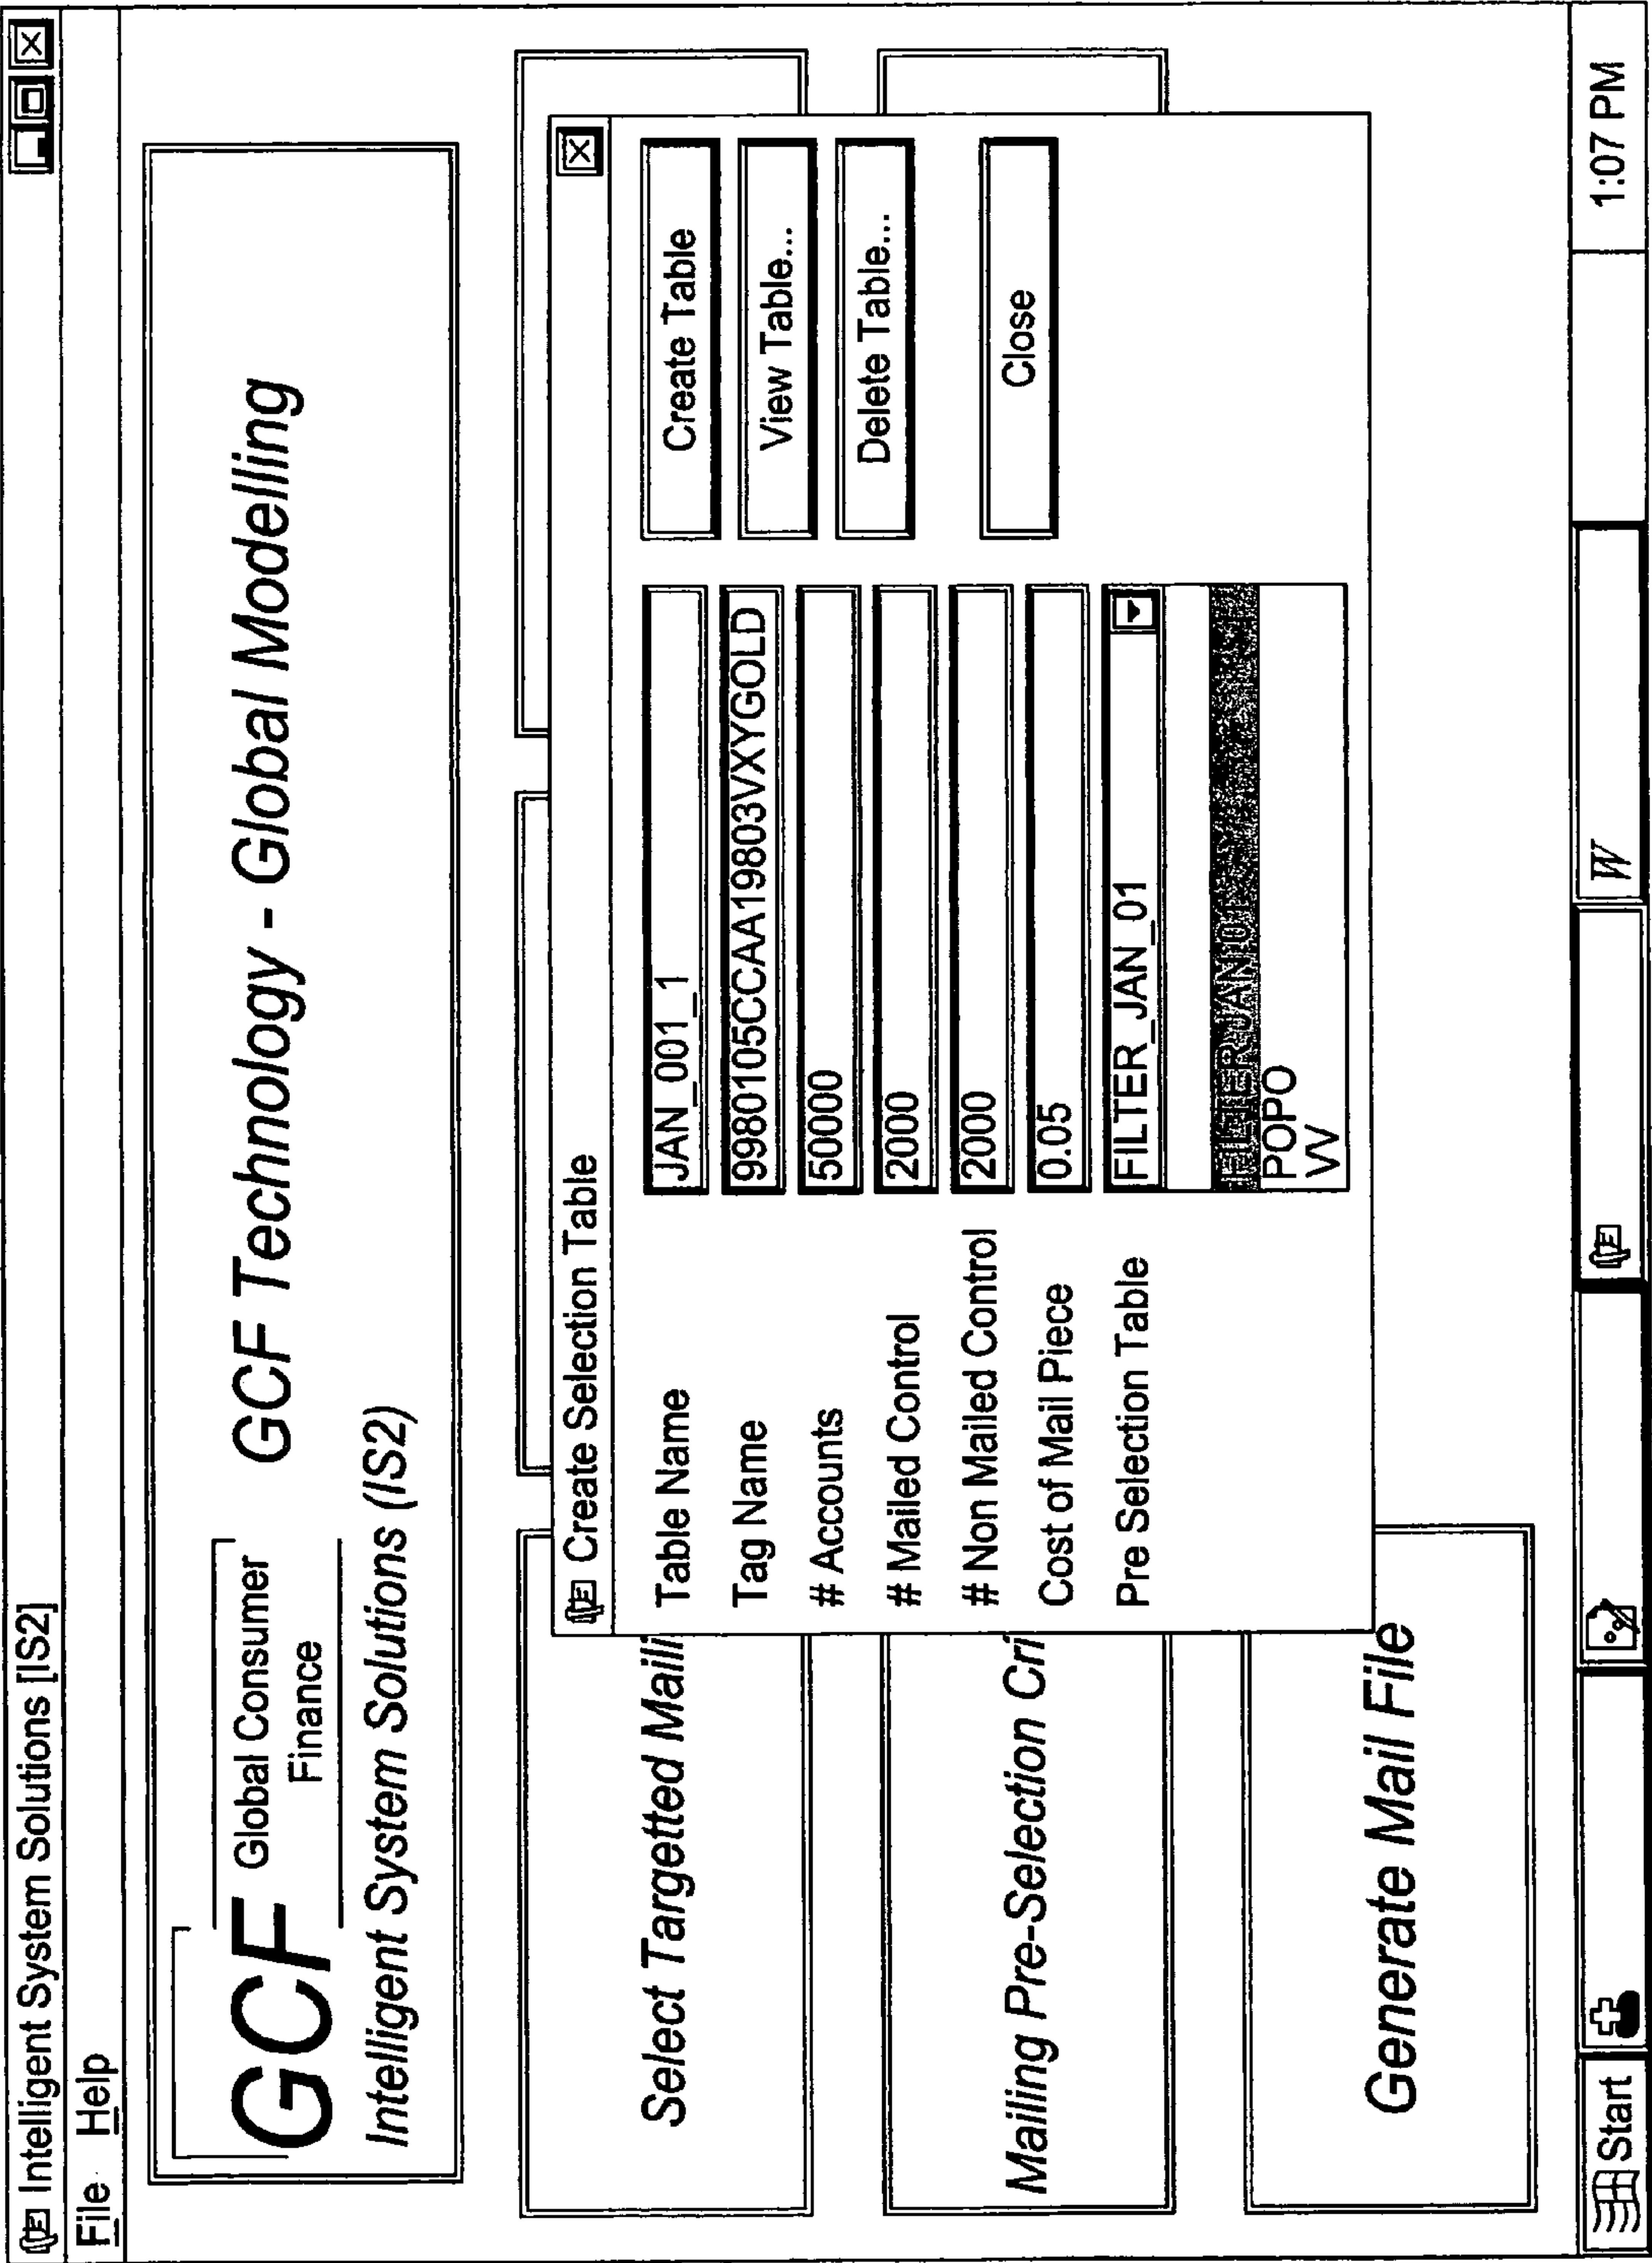 Intelligent System Solutions [IS2]
File Help
GCF Global Consumer Finance
GCF Technology - Global Modelling
Intelligent System Solutions (IS2)
Select Targetted Maili
Mailing Pre-Selection Cri
Generate Mail File
Create Selection Table
Table Name JAN_001_1
Tag Name 9980105CCAA19803VXYGOLD
# Accounts 50000
# Mailed Control 2000
# Non Mailed Control 2000
Cost of Mail Piece 0.05
Pre Selection Table FILTER_JAN_01
FILTER JAN 01
POPO
VV
Create Table
View Table...
Delete Table...
Close
Start W 1:07 PM